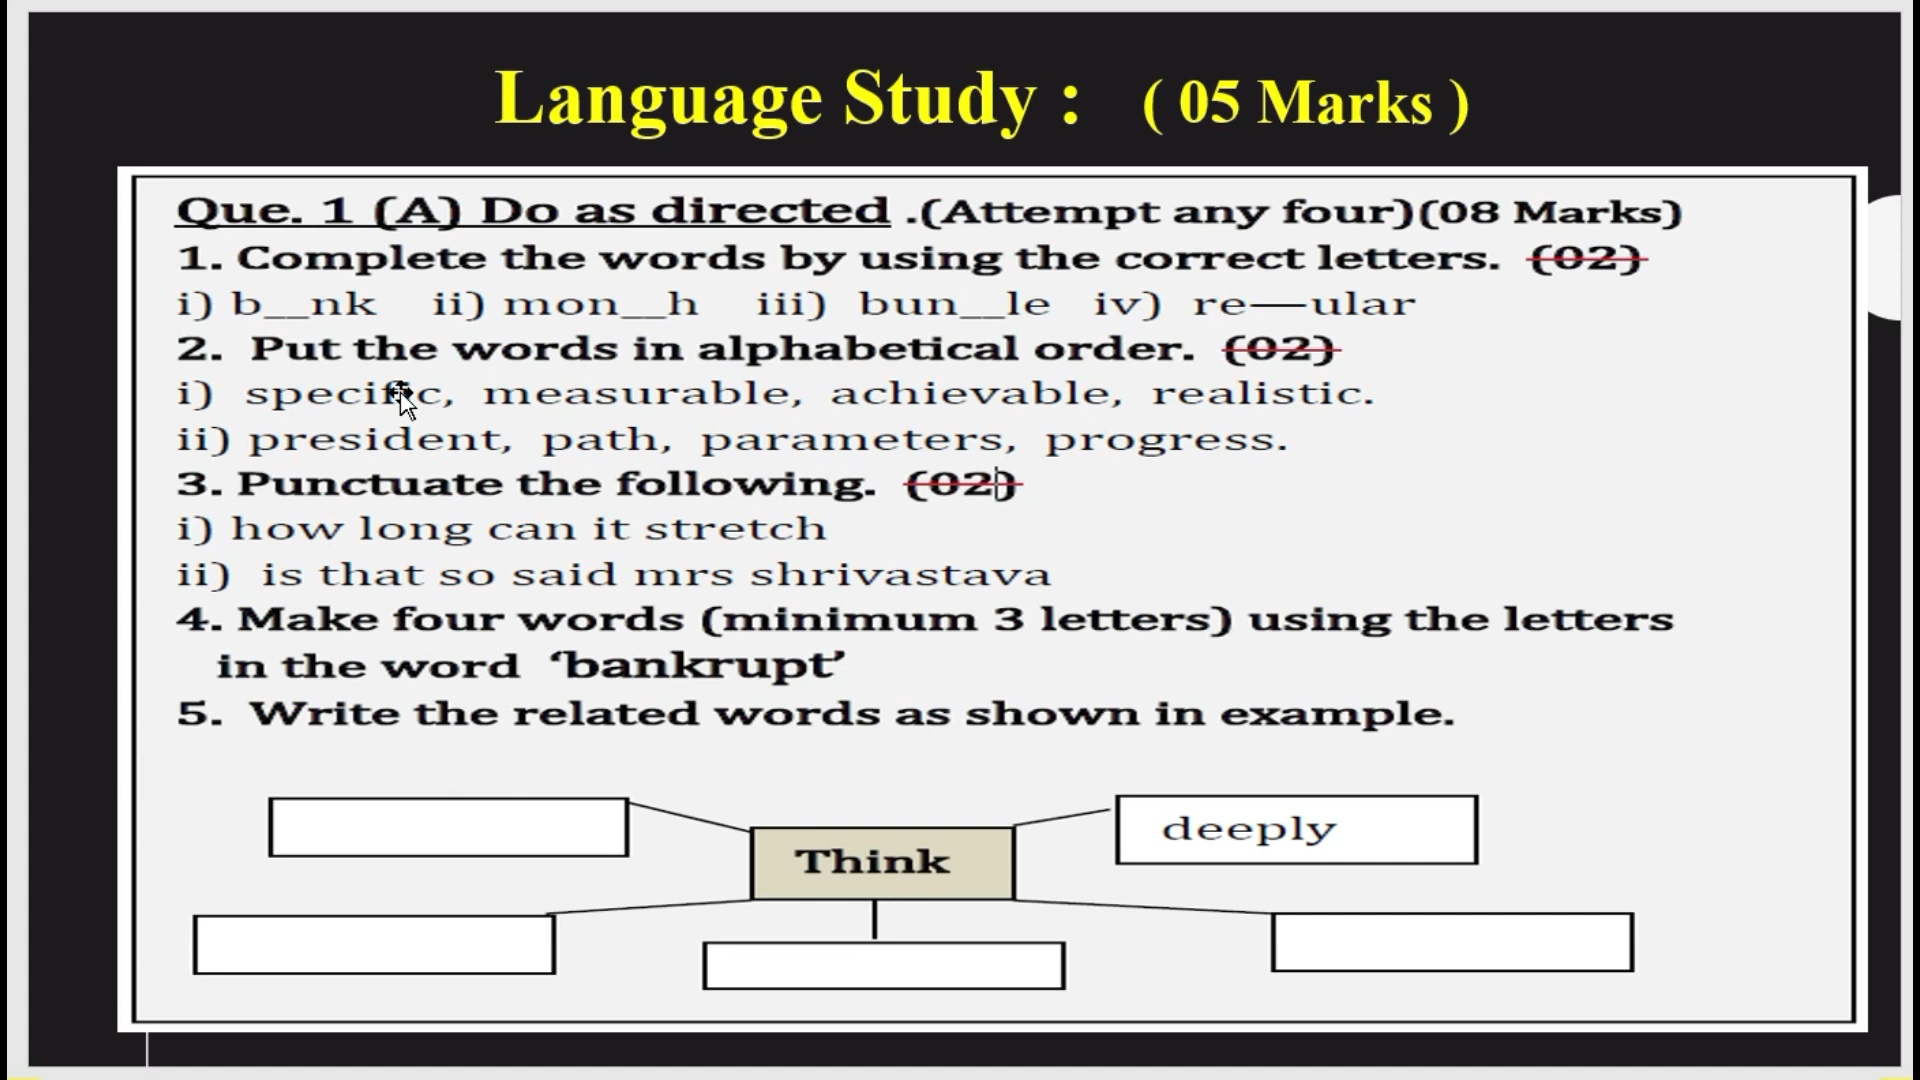 Language Study : ( 05 Marks )
Que. 1 (A) Do as directed .(Attempt any four)(08 Marks)
1. Complete the words by using the correct letters. (02)
i) b__nk ii) mon__h iii) bun__le iv) re—ular
2. Put the words in alphabetical order. (02)
i) specific, measurable, achievable, realistic.
ii) president, path, parameters, progress.
3. Punctuate the following. (02)
i) how long can it stretch
ii) is that so said mrs shrivastava
4. Make four words (minimum 3 letters) using the letters
in the word ‘bankrupt’
5. Write the related words as shown in example.
deeply
Think